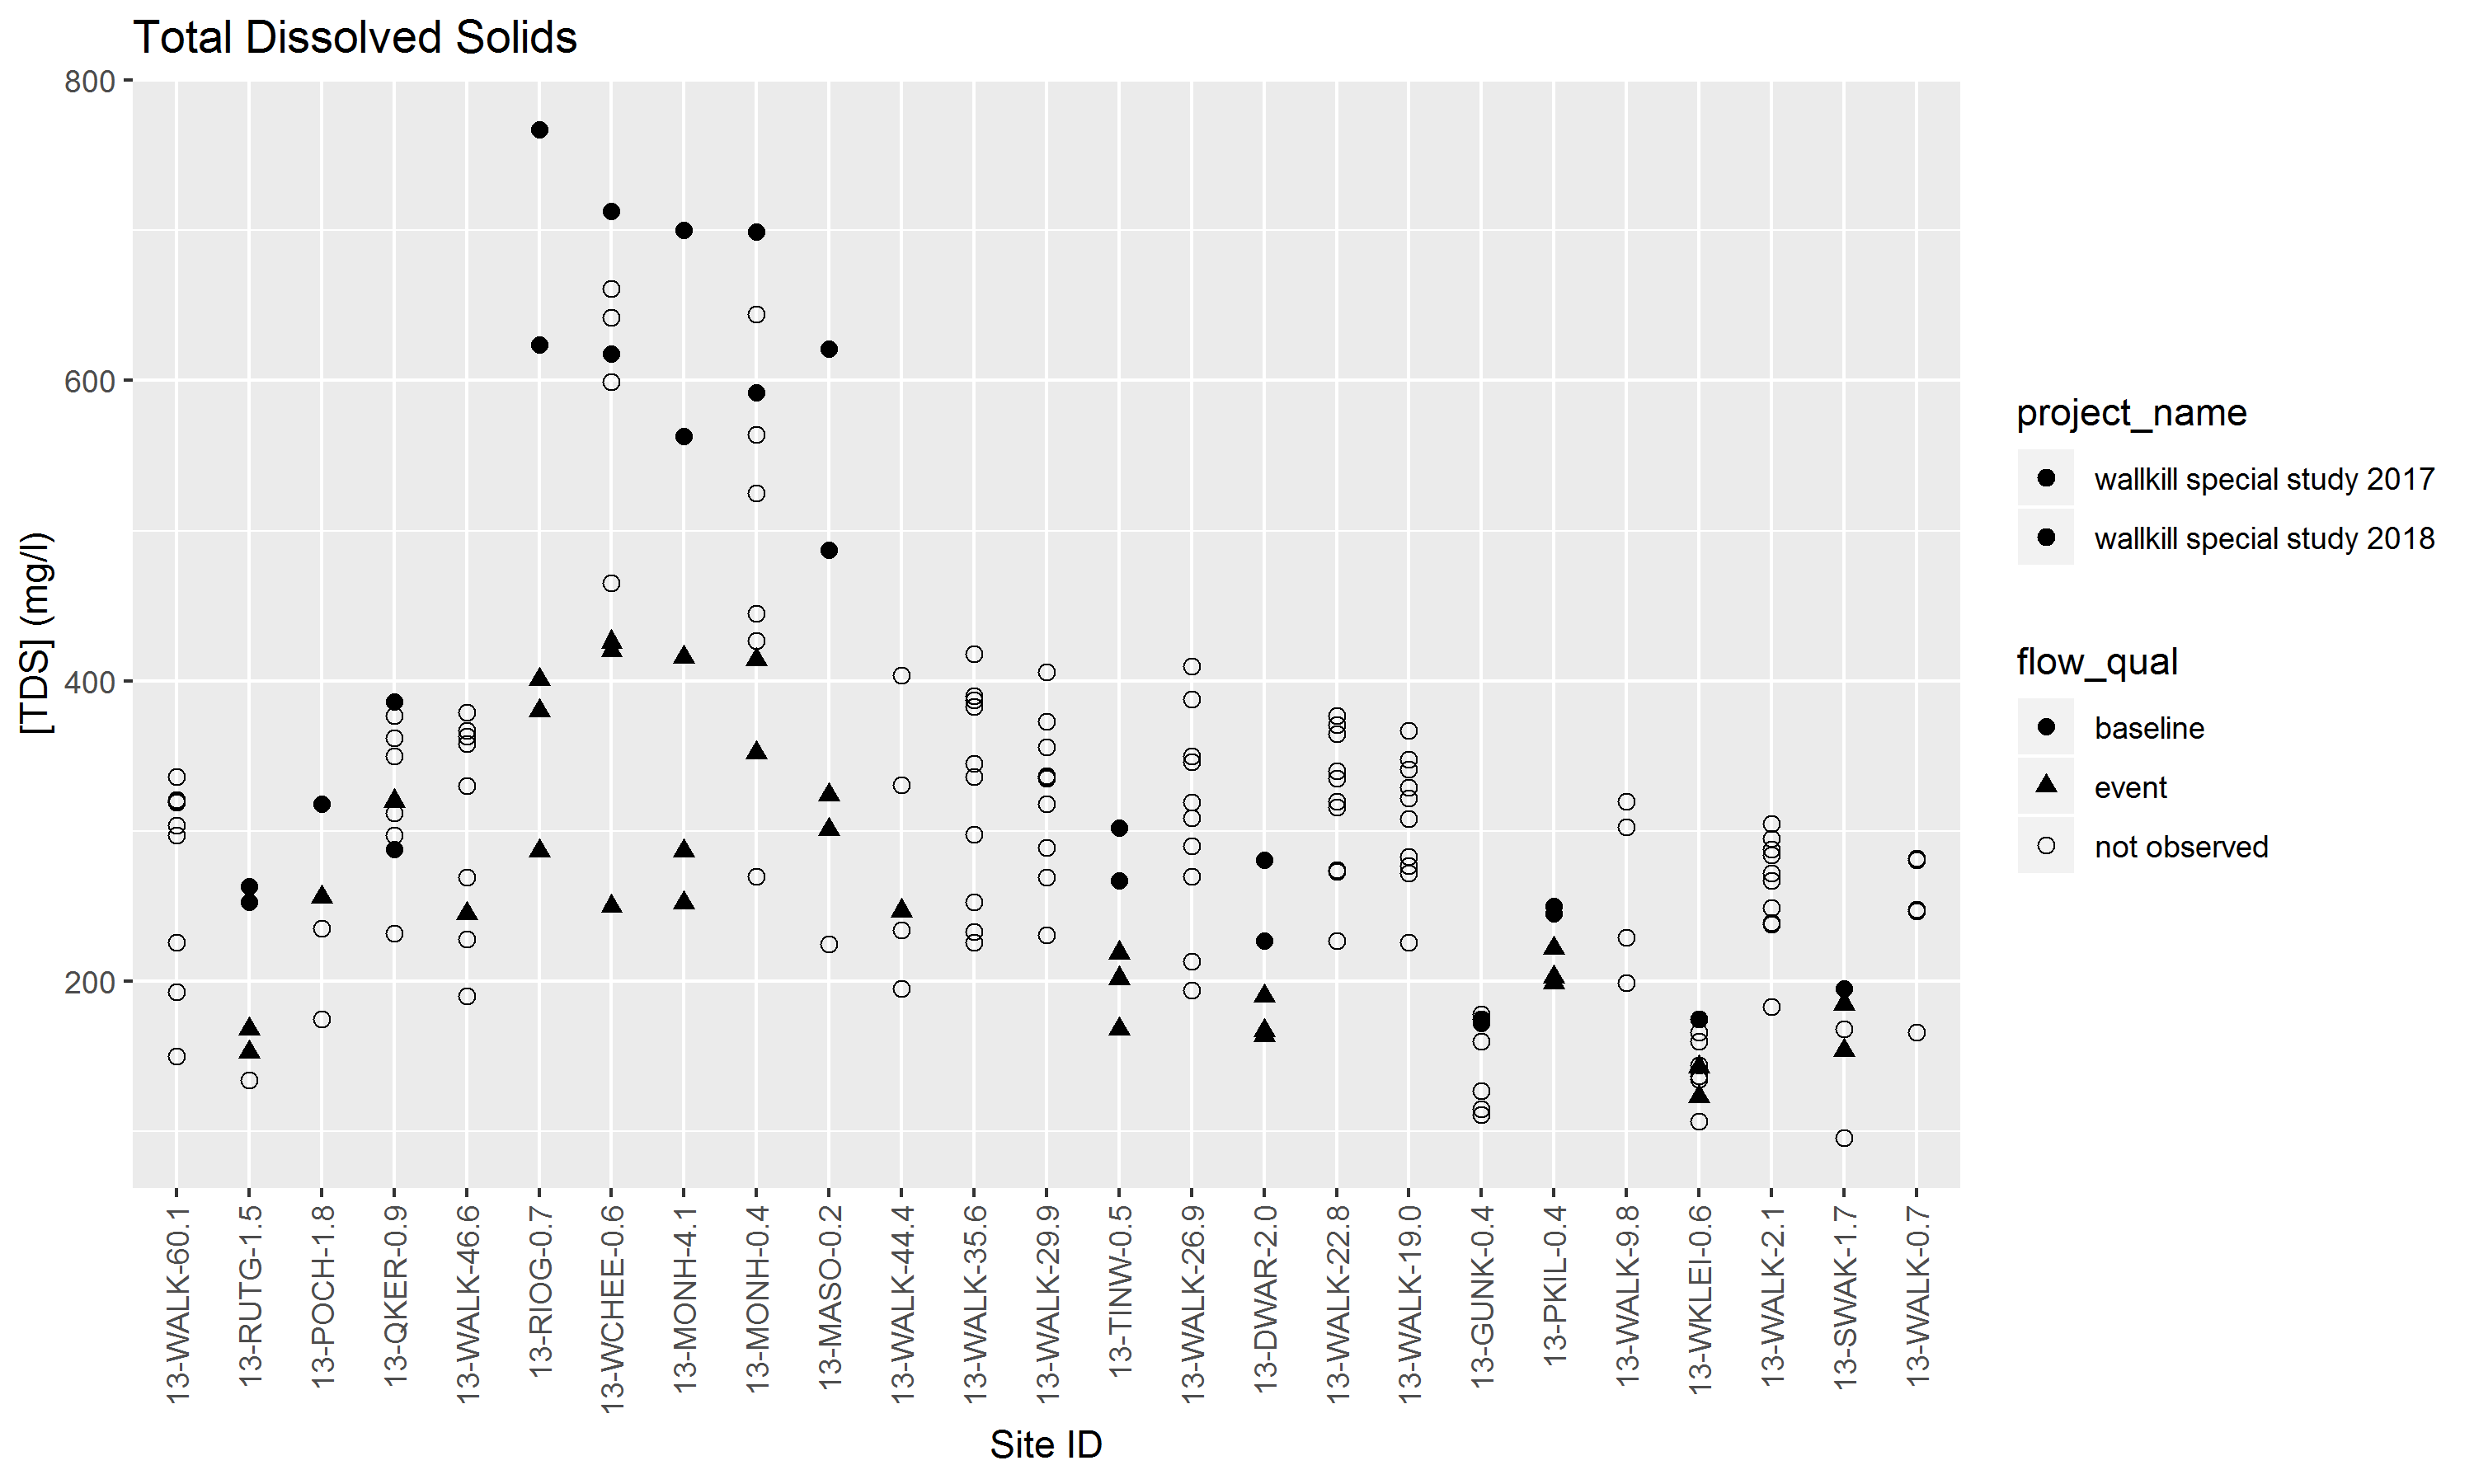 Total Dissolved Solids
800
600
400
200
[TDS] (mg/l)
13-WALK-60.1
13-RUTG-1.5
13-POCH-1.8
13-QKER-0.9
13-WALK-46.6
13-RIOG-0.7
13-WCHEE-0.6
13-MONH-4.1
13-MONH-0.4
13-MASO-0.2
13-WALK-44.4
13-WALK-35.6
13-WALK-29.9
13-TINW-0.5
13-WALK-26.9
13-DWAR-2.0
13-WALK-22.8
13-WALK-19.0
13-GUNK-0.4
13-PKIL-0.4
13-WALK-9.8
13-WKLEI-0.6
13-WALK-2.1
13-SWAK-1.7
13-WALK-0.7
Site ID
project_name
wallkill special study 2017
wallkill special study 2018
flow_qual
baseline
event
not observed